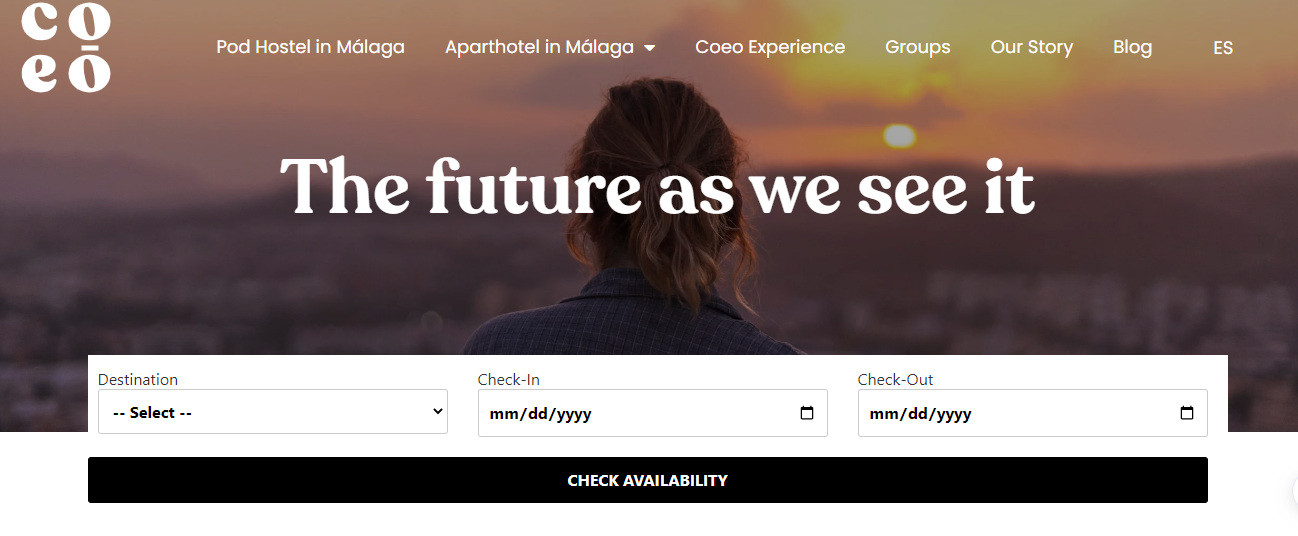 co
eō
Pod Hostel in Málaga Aparthotel in Málaga Coeo Experience Groups Our Story Blog ES
The future as we see it
Destination Check-In Check-Out
-- Select -- mm/dd/yyyy mm/dd/yyyy
CHECK AVAILABILITY